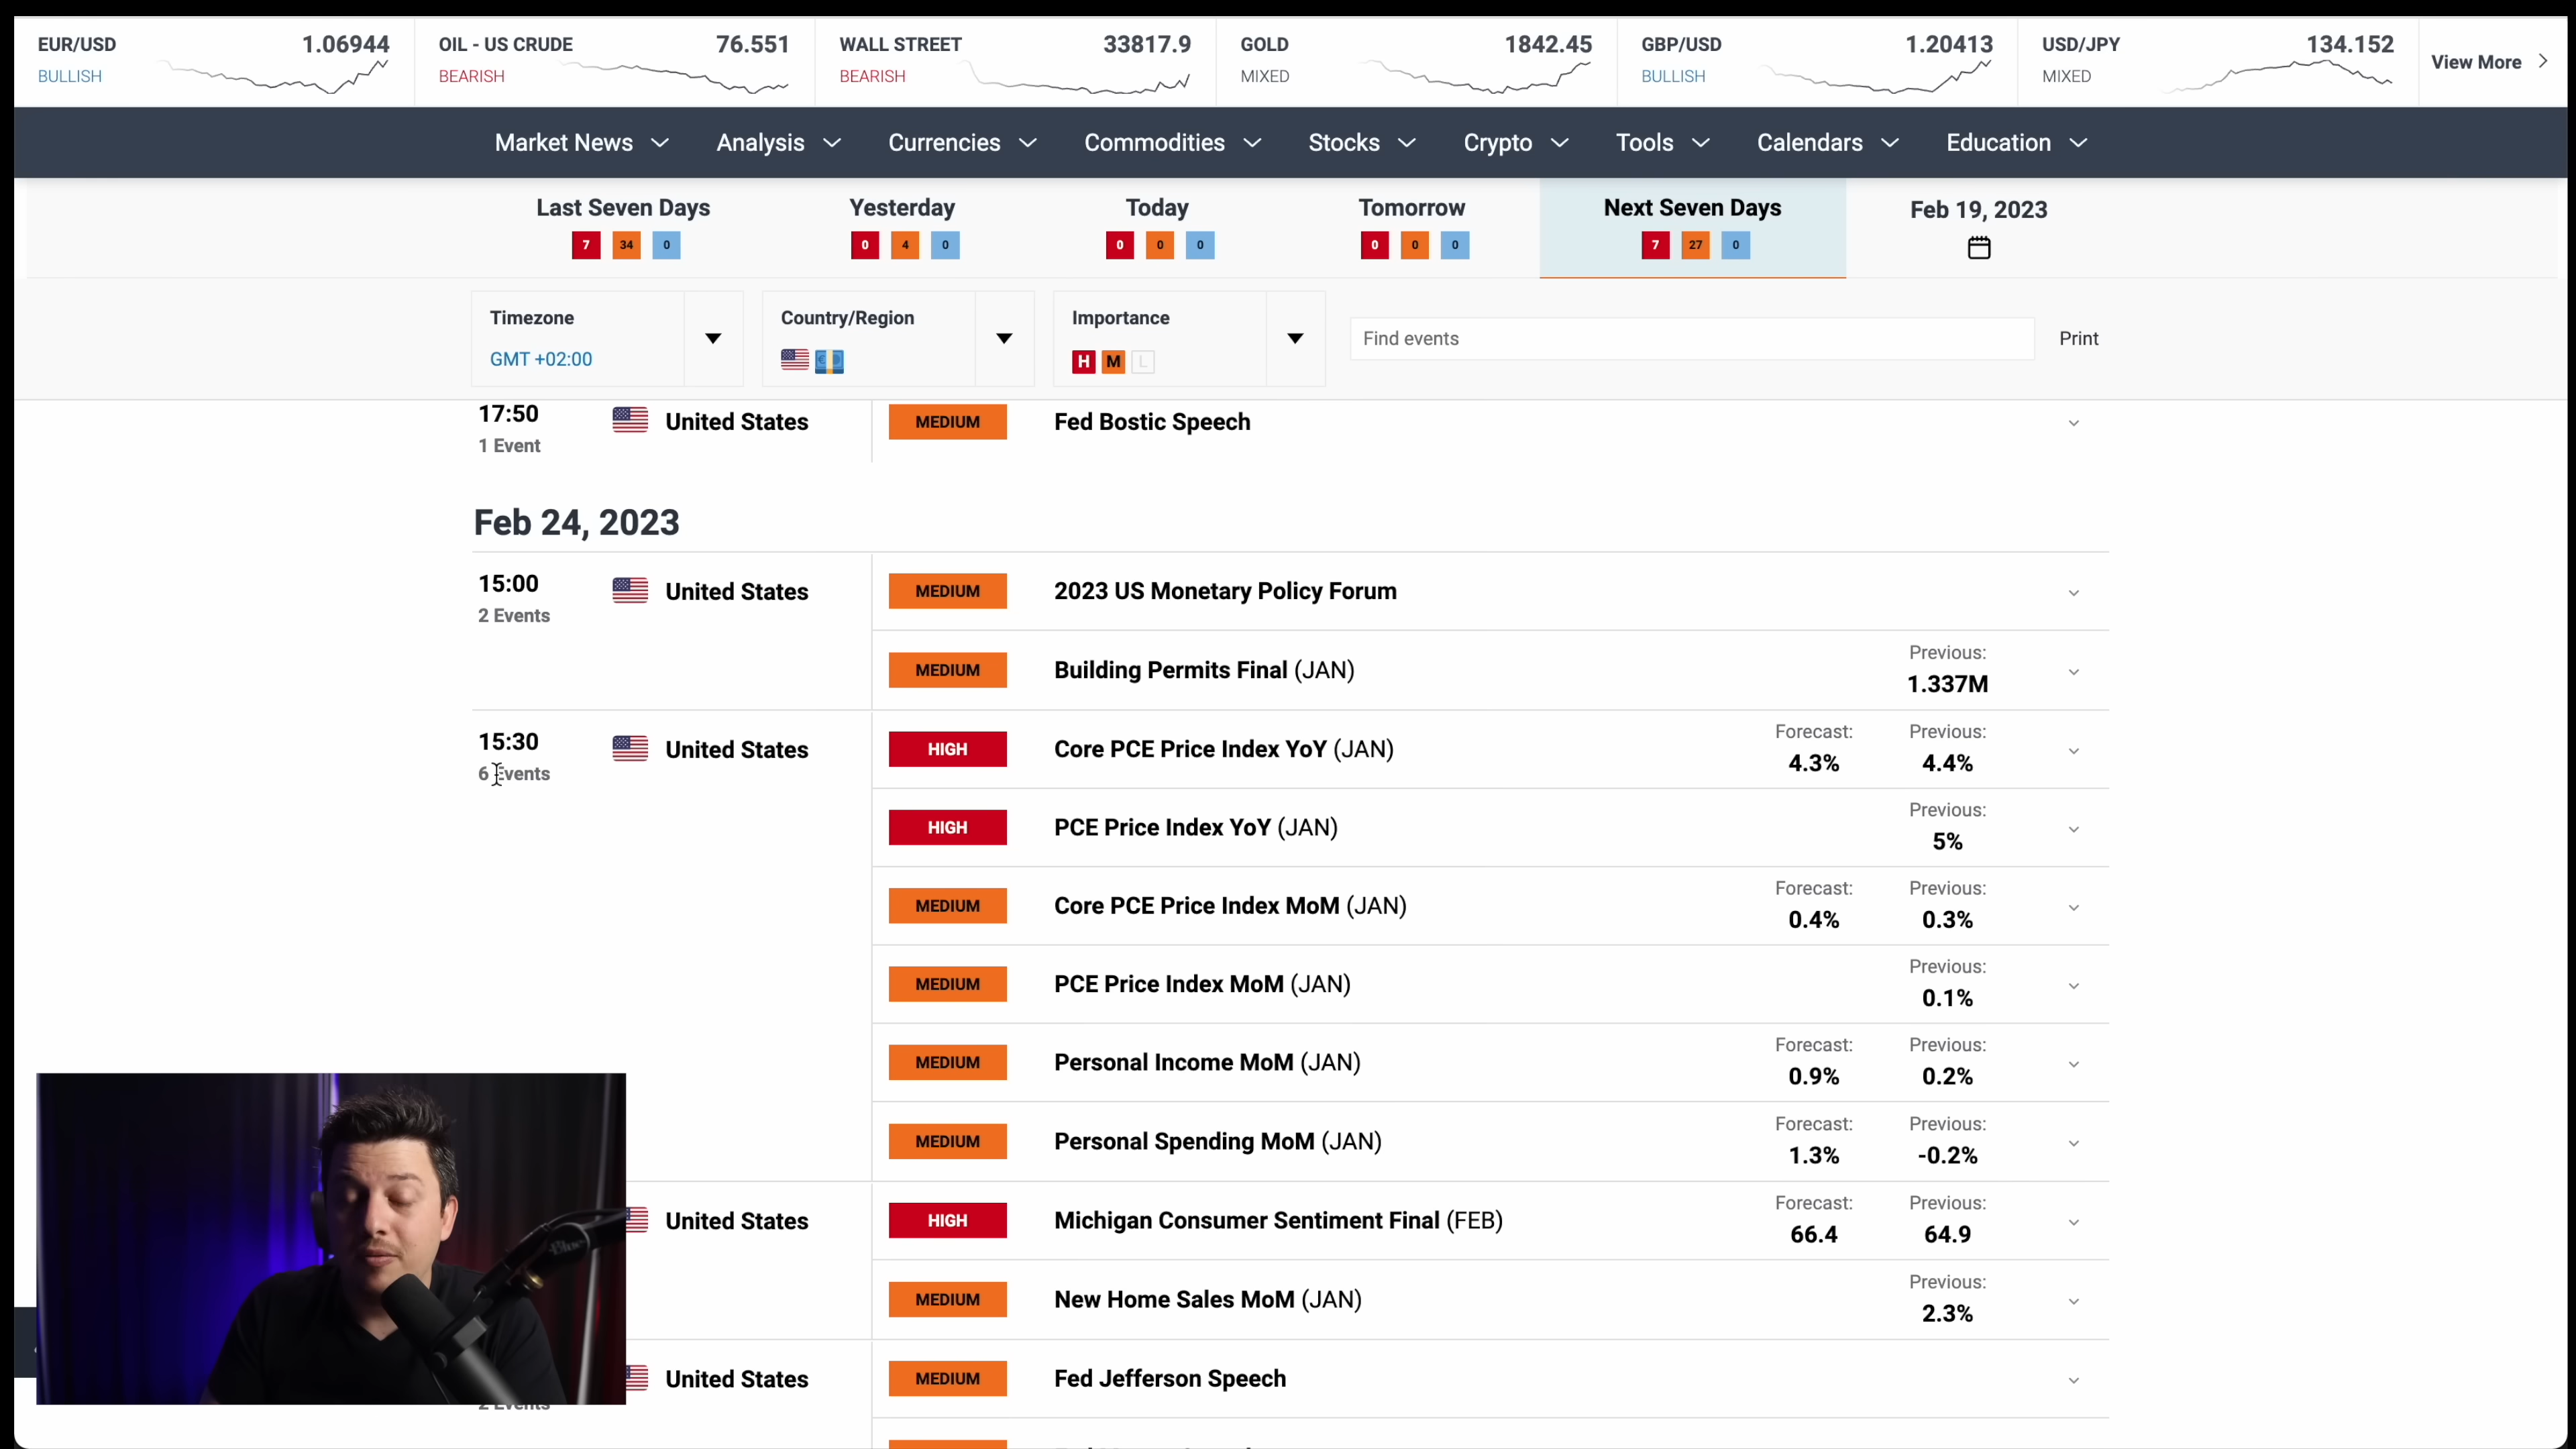 EUR/USD 1.06944
BULLISH
OIL - US CRUDE 76.551
BEARISH
WALL STREET 33817.9
BEARISH
GOLD 1842.45
MIXED
GBP/USD 1.20413
BULLISH
USD/JPY 134.152
MIXED
View More
Market News Analysis Currencies Commodities Stocks Crypto Tools Calendars Education
Last Seven Days Yesterday Today Tomorrow Next Seven Days Feb 19, 2023
7 34 0 0 4 0 0 0 0 0 0 0 7 27 0
Timezone
GMT +02:00
Country/Region
Importance
H M L
Find events
Print
17:50 United States MEDIUM Fed Bostic Speech
1 Event
Feb 24, 2023
15:00 United States MEDIUM 2023 US Monetary Policy Forum
2 Events
MEDIUM Building Permits Final (JAN) Previous:
1.337M
15:30 United States HIGH Core PCE Price Index YoY (JAN) Forecast: Previous:
6 Events 4.3% 4.4%
HIGH PCE Price Index YoY (JAN) Previous:
5%
MEDIUM Core PCE Price Index MoM (JAN) Forecast: Previous:
0.4% 0.3%
MEDIUM PCE Price Index MoM (JAN) Previous:
0.1%
MEDIUM Personal Income MoM (JAN) Forecast: Previous:
0.9% 0.2%
MEDIUM Personal Spending MoM (JAN) Forecast: Previous:
1.3% -0.2%
United States HIGH Michigan Consumer Sentiment Final (FEB) Forecast: Previous:
66.4 64.9
MEDIUM New Home Sales MoM (JAN) Previous:
2.3%
United States MEDIUM Fed Jefferson Speech
2 Events